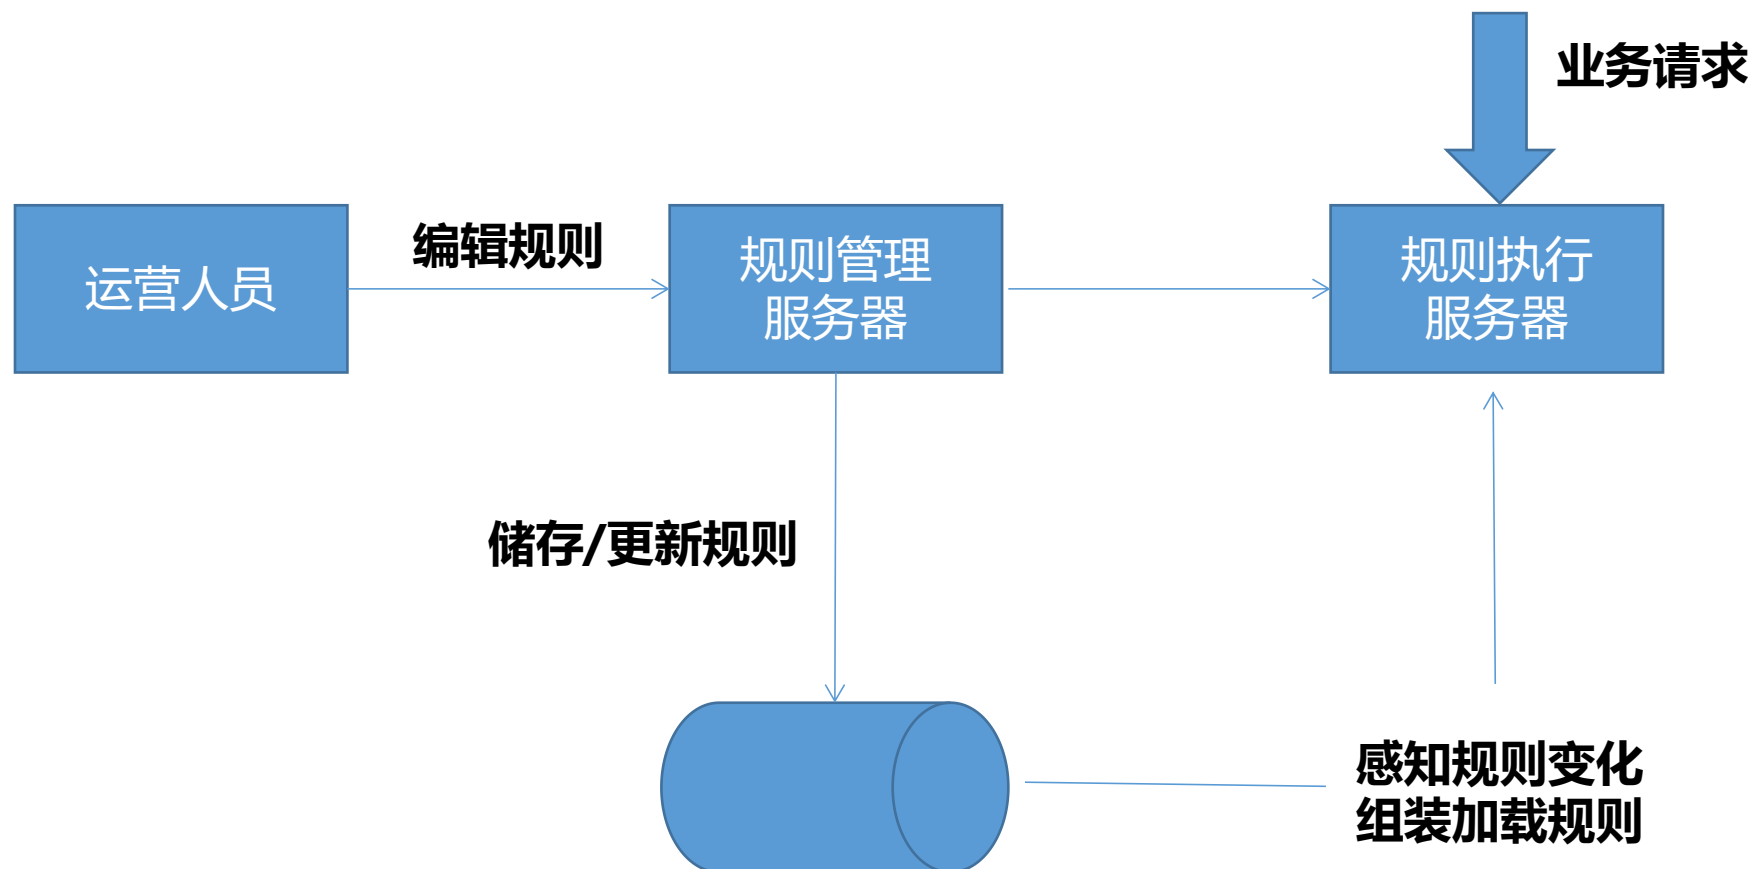 业务请求
运营人员
编辑规则
规则管理
服务器
规则执行
服务器
储存/更新规则
感知规则变化
组装加载规则